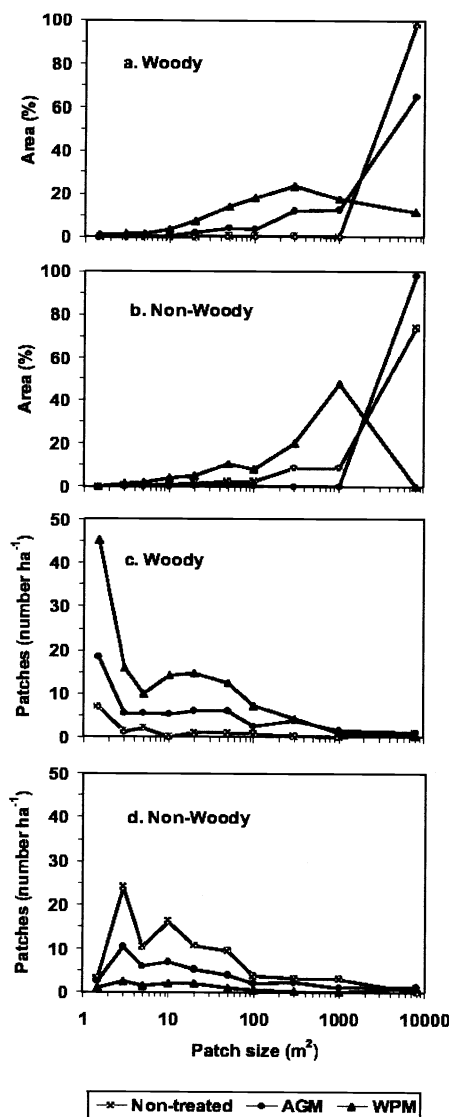 100
80
60
40
20
0
Area (%)
a. Woody
100
80
60
40
20
0
Area (%)
b. Non-Woody
50
40
30
20
10
0
Patches (number ha⁻¹)
c. Woody
50
40
30
20
10
0
Patches (number ha⁻¹)
d. Non-Woody
1 10 100 1000 10000
Patch size (m²)
Non-treated AGM WPM